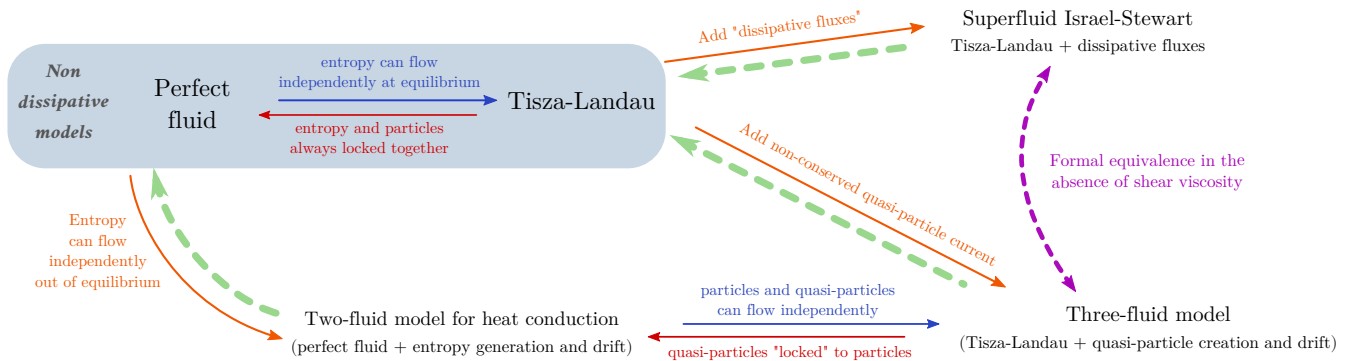 Non
dissipative
models
Perfect
fluid
entropy can flow
independently at equilibrium
entropy and particles
always locked together
Tisza-Landau
Add "dissipative fluxes"
Superfluid Israel-Stewart
Tisza-Landau + dissipative fluxes
Add non-conserved quasi-particle current
Formal equivalence in the
absence of shear viscosity
Entropy
can flow
independently
out of equilibrium
Two-fluid model for heat conduction
(perfect fluid + entropy generation and drift)
particles and quasi-particles
can flow independently
quasi-particles "locked" to particles
Three-fluid model
(Tisza-Landau + quasi-particle creation and drift)